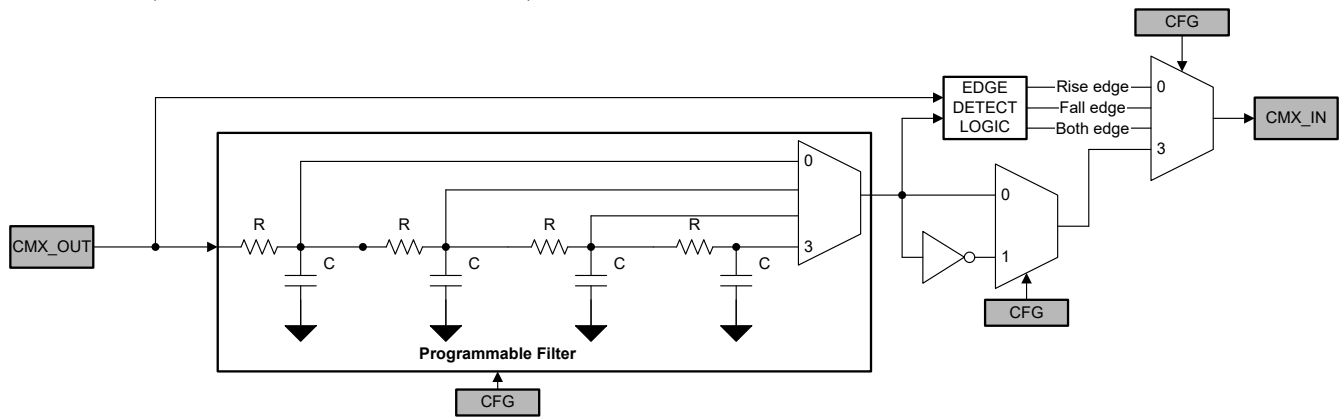 CFG
EDGE
DETECT
LOGIC
Rise edge
Fall edge
Both edge
0
3
CMX_IN
0
R
R
R
R
3
CMX_OUT
C
C
C
C
0
1
CFG
Programmable Filter
CFG